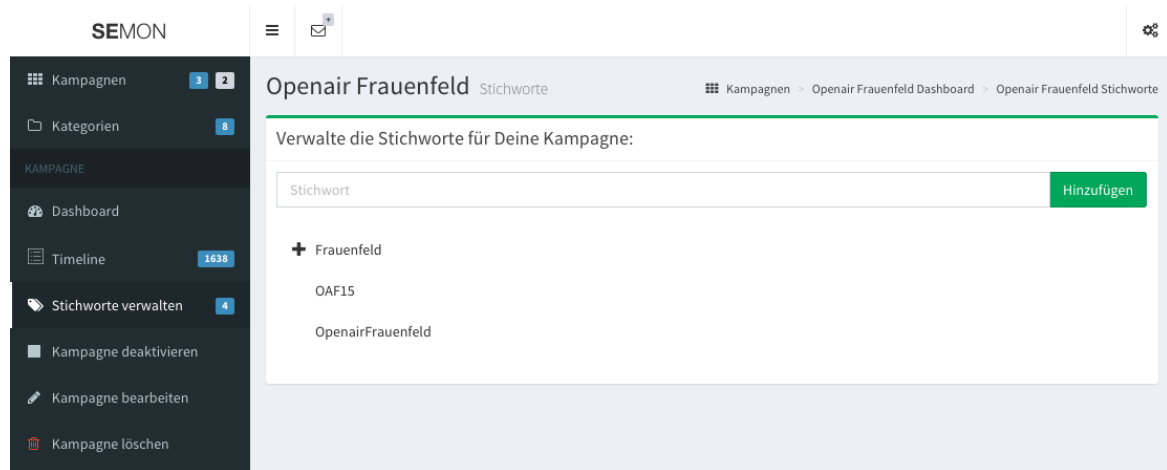 SEMON
+
Kampagnen 3 2
Kategorien 8
KAMPAGNE
Dashboard
Timeline 1638
Stichworte verwalten 4
Kampagne deaktivieren
Kampagne bearbeiten
Kampagne löschen
Openair Frauenfeld Stichworte
Kampagnen > Openair Frauenfeld Dashboard > Openair Frauenfeld Stichworte
Verwalte die Stichworte für Deine Kampagne:
Stichwort Hinzufügen
Frauenfeld
OAF15
OpenairFrauenfeld